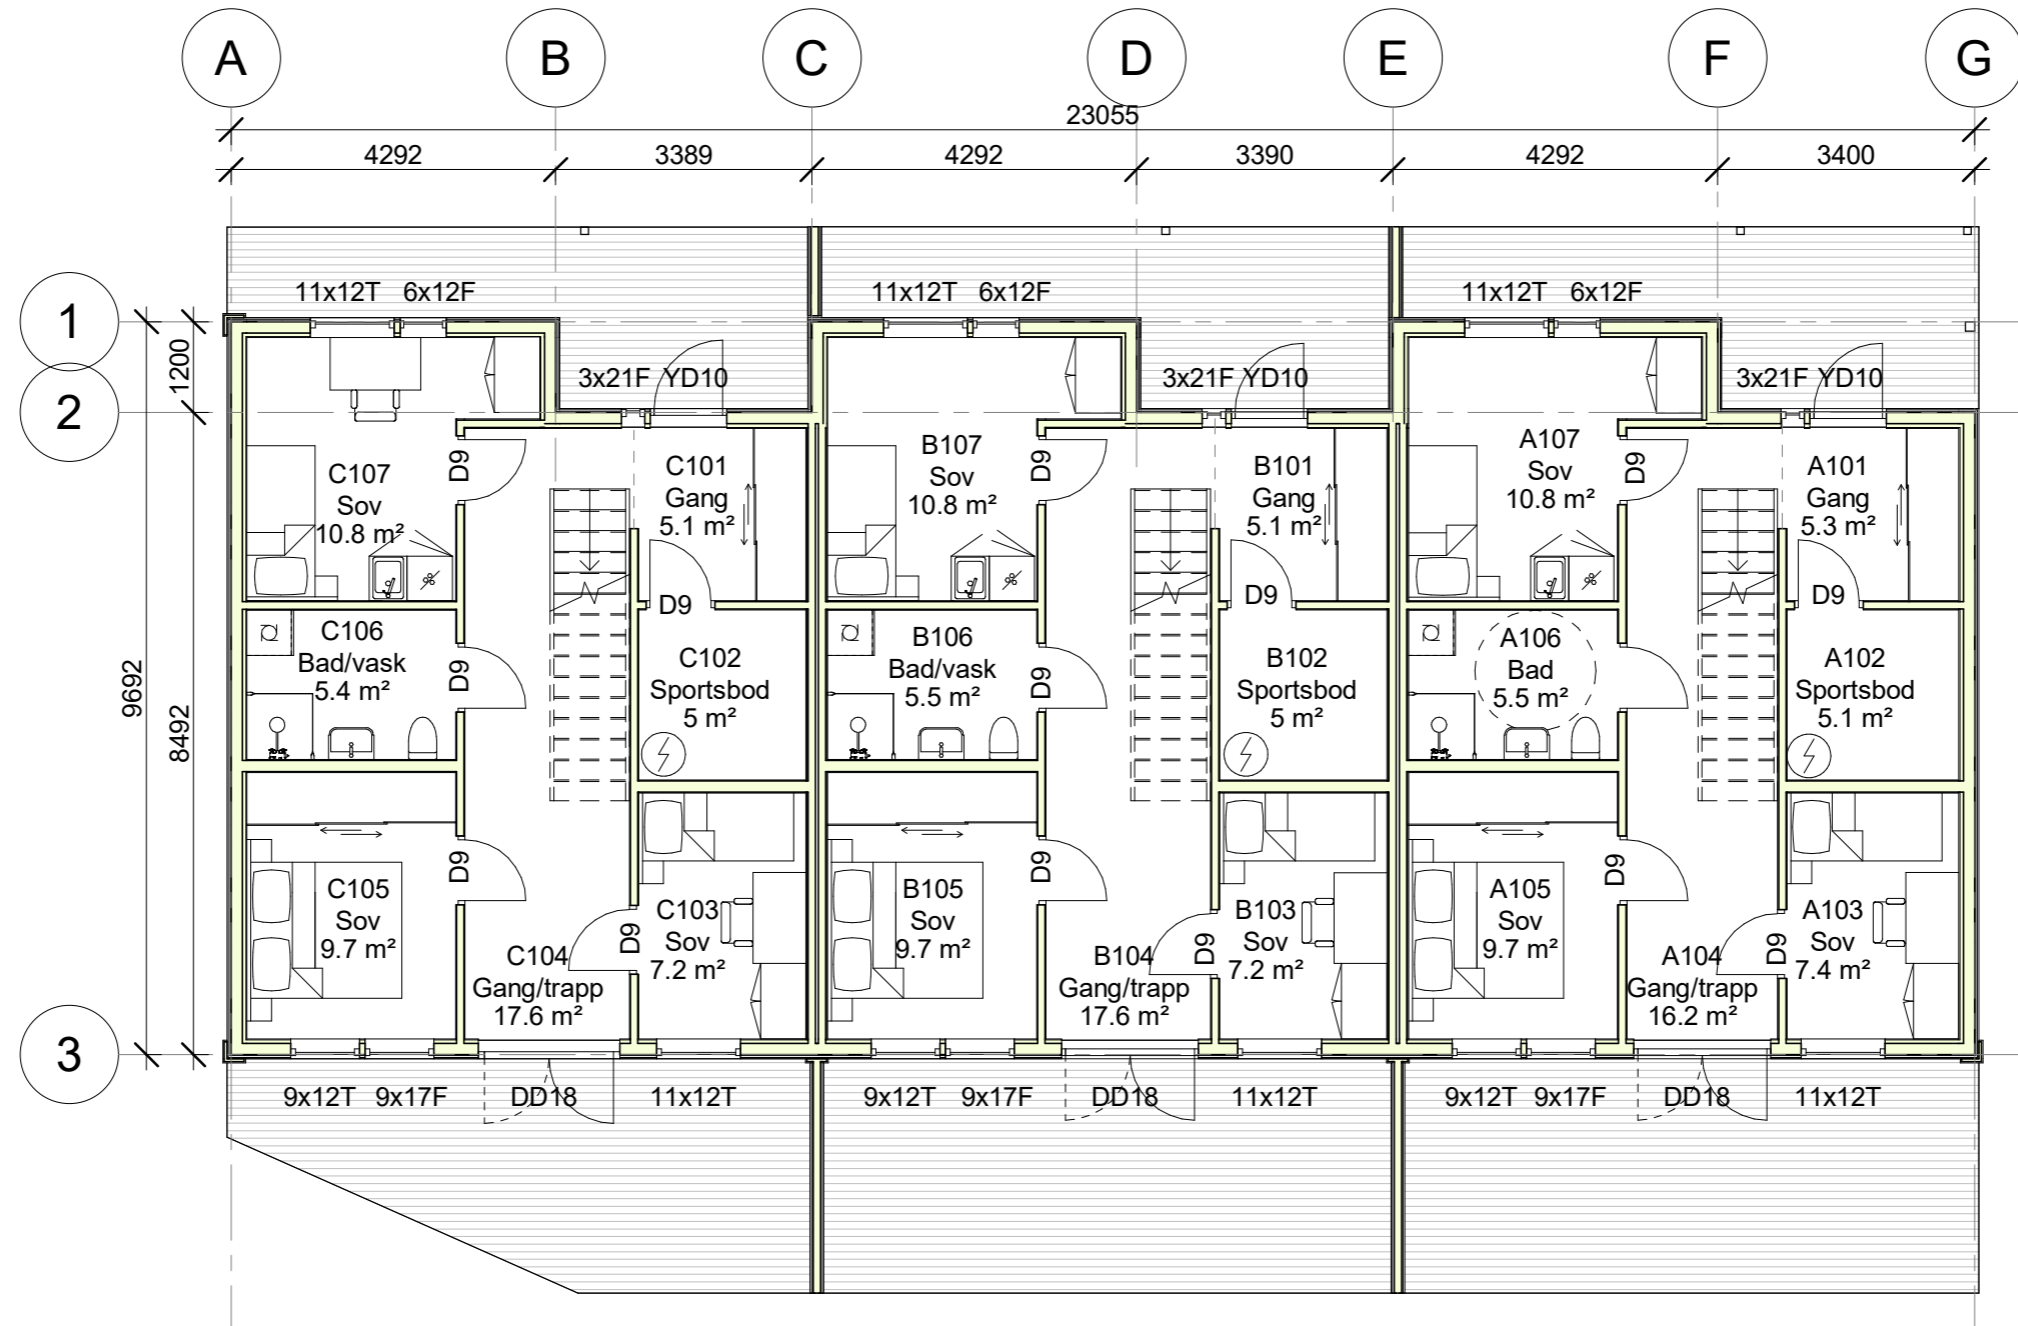 A B C D E F G
23055
4292 3389 4292 3390 4292 3400
11x12T 6x12F 11x12T 6x12F 11x12T 6x12F
1
1200
2
3x21F YD10 3x21F YD10 3x21F YD10
C107
Sov
10.8 m²
D9
C101
Gang
5.1 m²
B107
Sov
10.8 m²
D9
B101
Gang
5.1 m²
A107
Sov
10.8 m²
D9
A101
Gang
5.3 m²
D9 D9 D9
9692
8492
C106
Bad/vask
5.4 m²
D9
C102
Sportsbod
5 m²
B106
Bad/vask
5.5 m²
D9
B102
Sportsbod
5 m²
A106
Bad
5.5 m²
A102
Sportsbod
5.1 m²
C105
Sov
9.7 m²
D9
C104
Gang/trapp
17.6 m²
D9
C103
Sov
7.2 m²
B105
Sov
9.7 m²
D9
B104
Gang/trapp
17.6 m²
D9
B103
Sov
7.2 m²
A105
Sov
9.7 m²
D9
A104
Gang/trapp
16.2 m²
D9
A103
Sov
7.4 m²
3
9x12T 9x17F DD18 11x12T 9x12T 9x17F DD18 11x12T 9x12T 9x17F DD18 11x12T